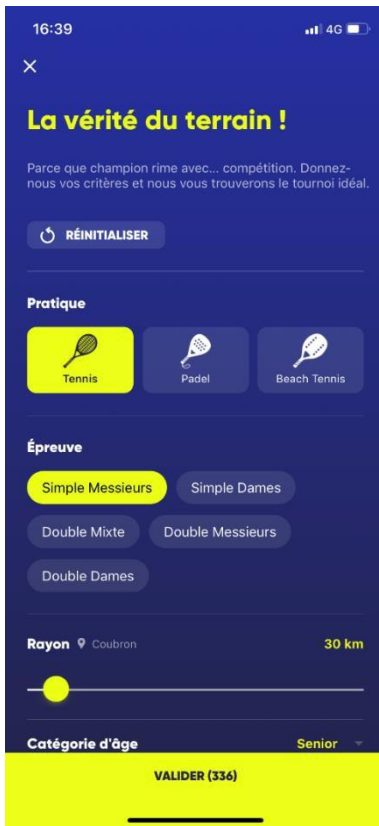 16:39
4G
La vérité du terrain !
Parce que champion rime avec... compétition. Donnez-
nous vos critères et nous vous trouverons le tournoi idéal.
RÉINITIALISER
Pratique
Tennis
Padel
Beach Tennis
Épreuve
Simple Messieurs
Simple Dames
Double Mixte
Double Messieurs
Double Dames
Rayon Coubron
30 km
Catégorie d'âge
Senior
VALIDER (336)